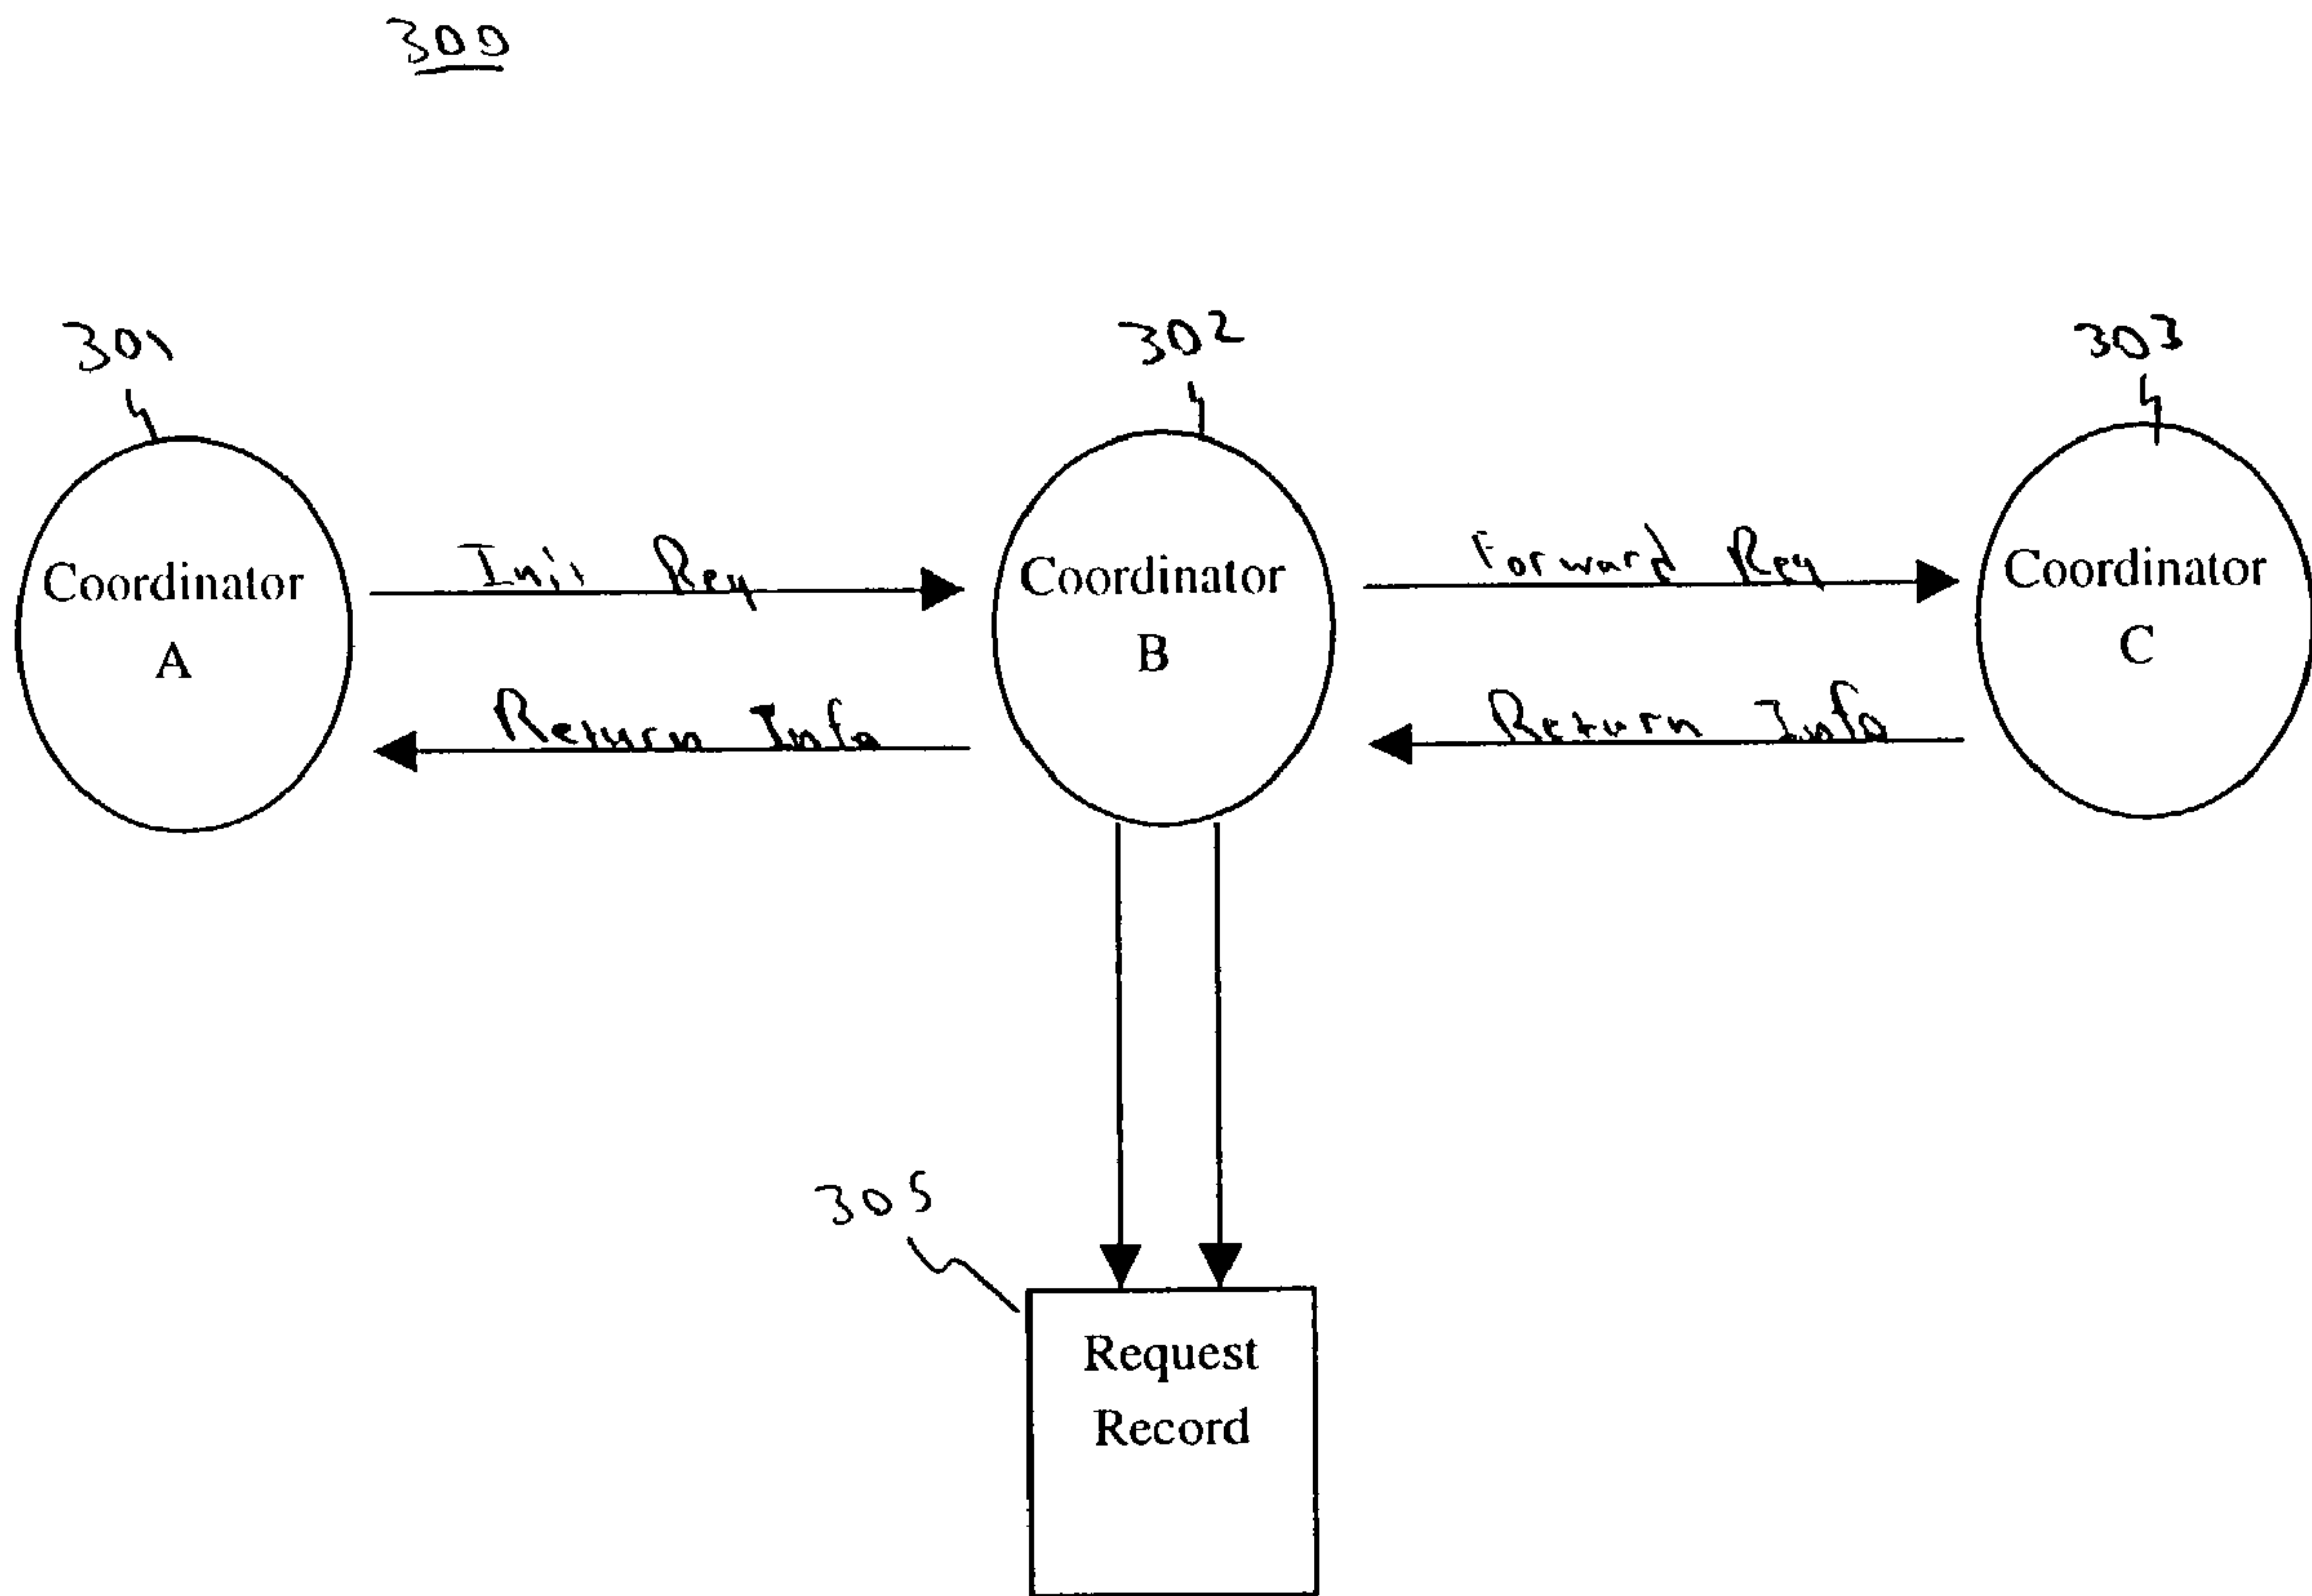 300
301
302
303
Coordinator
A
Init Req
Return Info
Coordinator
B
Forward Req
Return Info
Coordinator
C
305
Request
Record